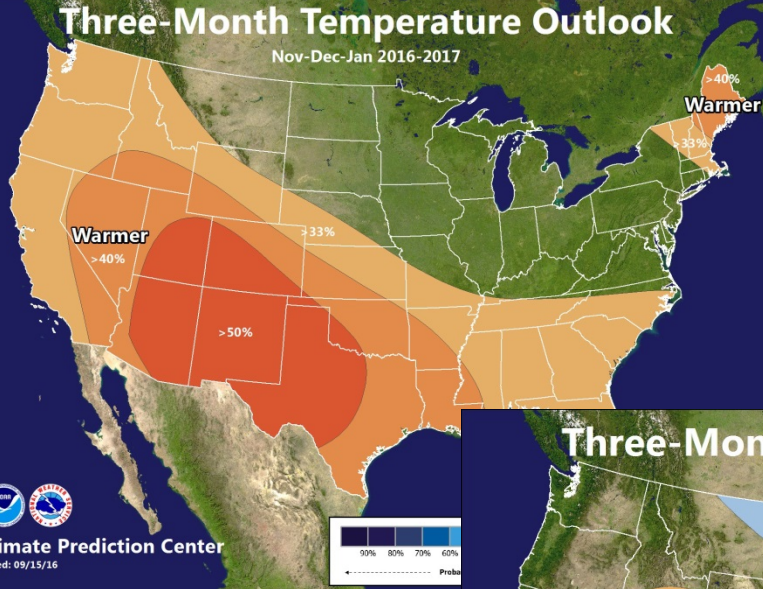 Three-Month Temperature Outlook
Nov-Dec-Jan 2016-2017
>40%
Warmer
>33%
Warmer
>33%
>40%
>50%
Three-Mon
imate Prediction Center
ed: 09/15/16
90% 80% 70% 60%
Proba